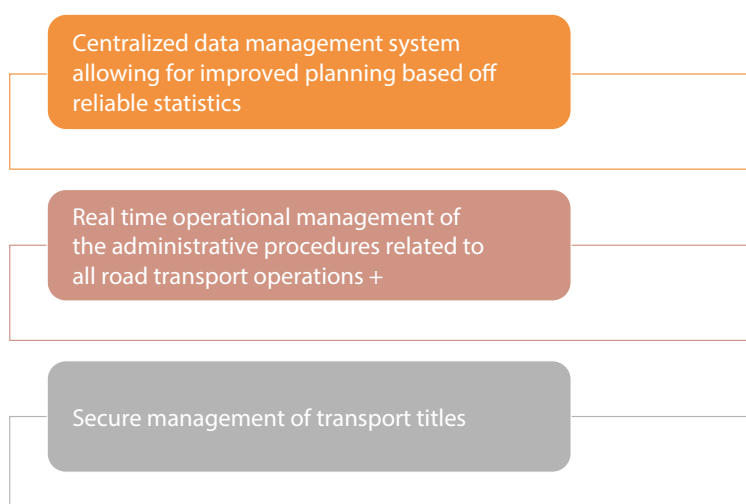 Centralized data management system
allowing for improved planning based off
reliable statistics
Real time operational management of
the administrative procedures related to
all road transport operations +
Secure management of transport titles